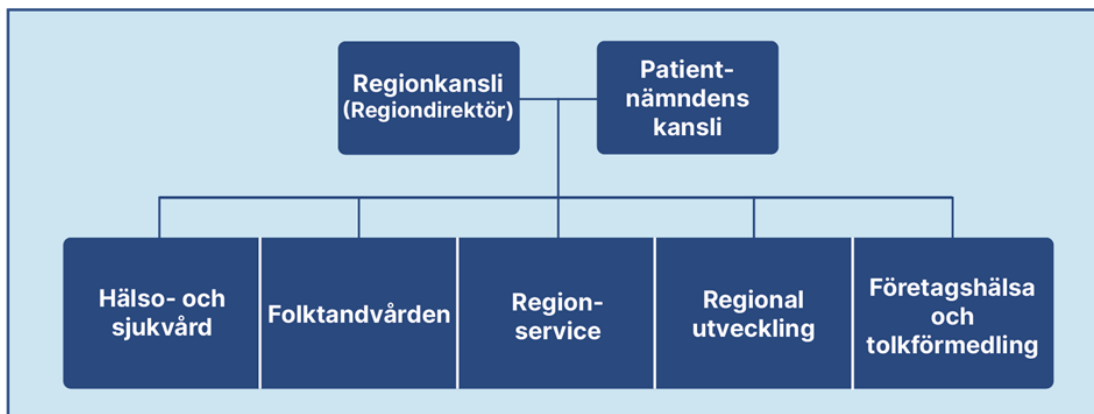 Regionkansli
(Regiondirektör)
Patient-
nämndens
kansli
Hälso- och
sjukvård
Folktandvården
Region-
service
Regional
utveckling
Företagshälsa
och
tolkförmedling